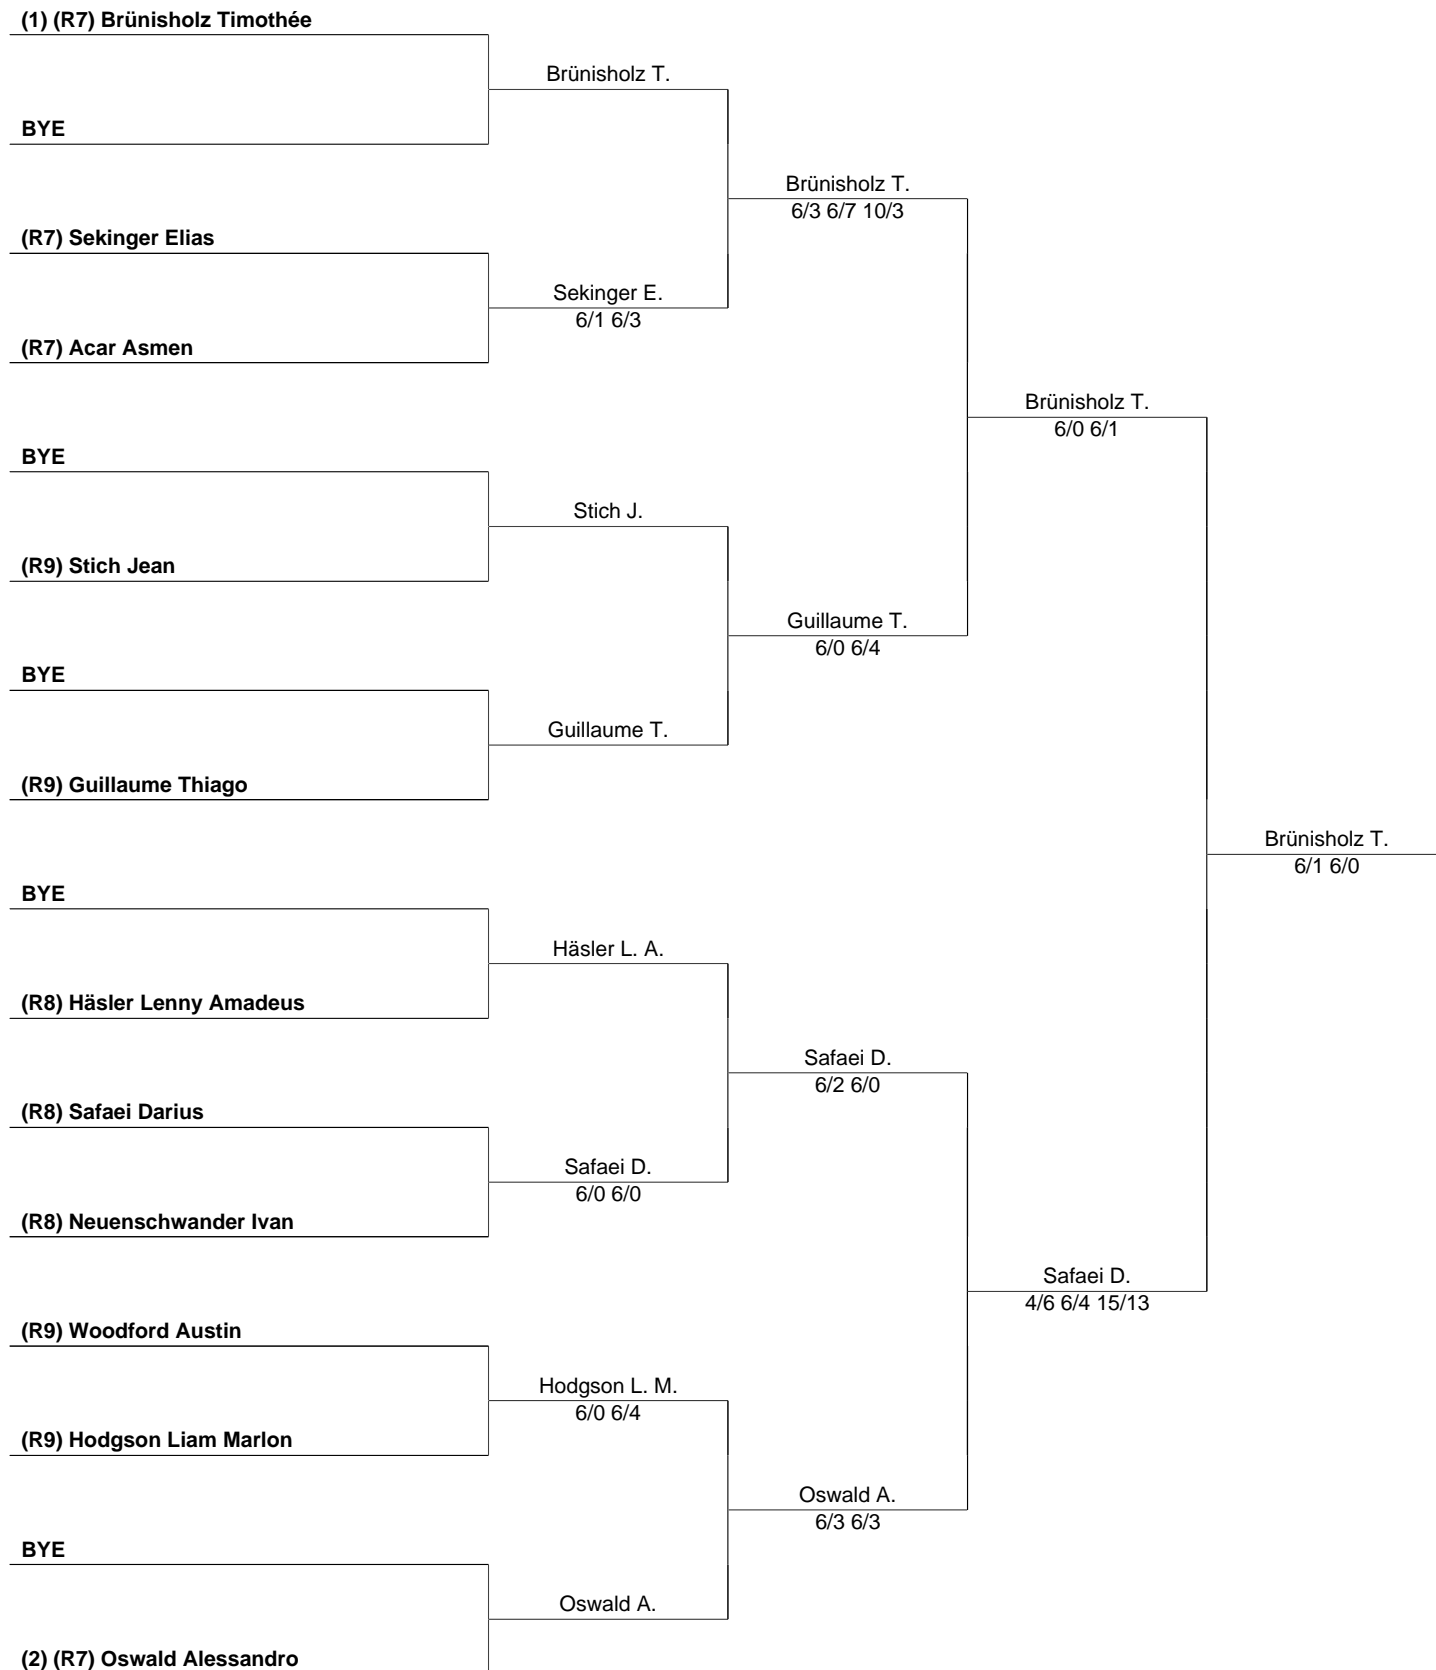 (1) (R7) Brünisholz Timothée
Brünisholz T.
BYE
Brünisholz T.
6/3 6/7 10/3
(R7) Sekinger Elias
Sekinger E.
6/1 6/3
(R7) Acar Asmen
Brünisholz T.
6/0 6/1
BYE
Stich J.
(R9) Stich Jean
Guillaume T.
6/0 6/4
BYE
Guillaume T.
(R9) Guillaume Thiago
Brünisholz T.
6/1 6/0
BYE
Häsler L. A.
(R8) Häsler Lenny Amadeus
Safaei D.
6/2 6/0
(R8) Safaei Darius
Safaei D.
6/0 6/0
(R8) Neuenschwander Ivan
Safaei D.
4/6 6/4 15/13
(R9) Woodford Austin
Hodgson L. M.
6/0 6/4
(R9) Hodgson Liam Marlon
Oswald A.
6/3 6/3
BYE
Oswald A.
(2) (R7) Oswald Alessandro